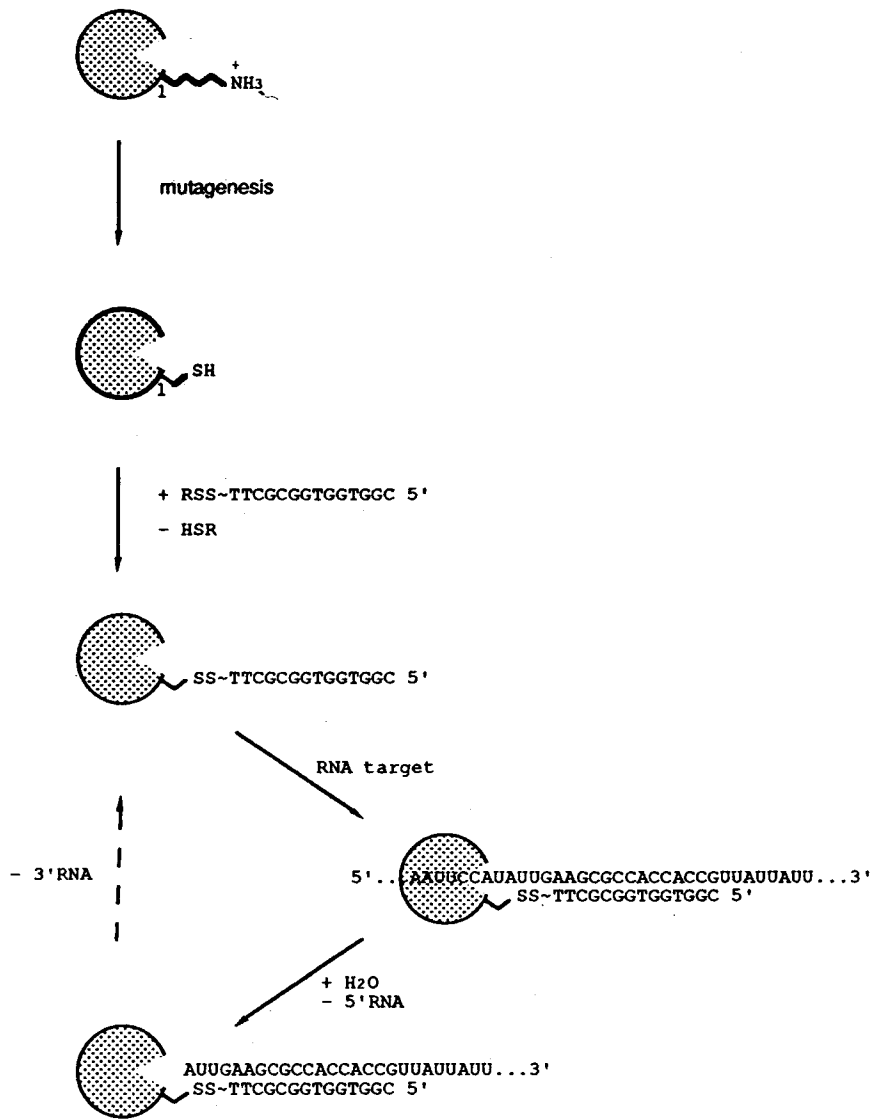 +
NH3
1
mutagenesis
SH
1
+ RSS~TTCGCGGTGGTGGC 5'
- HSR
SS~TTCGCGGTGGTGGC 5'
RNA target
- 3'RNA
5'...AAUUCCAUAUUGAAGCGCCACCACCGUUAUUAUU...3'
SS~TTCGCGGTGGTGGC 5'
+ H2O
- 5'RNA
AUUGAAGCGCCACCACCGUUAUUAUU...3'
SS~TTCGCGGTGGTGGC 5'